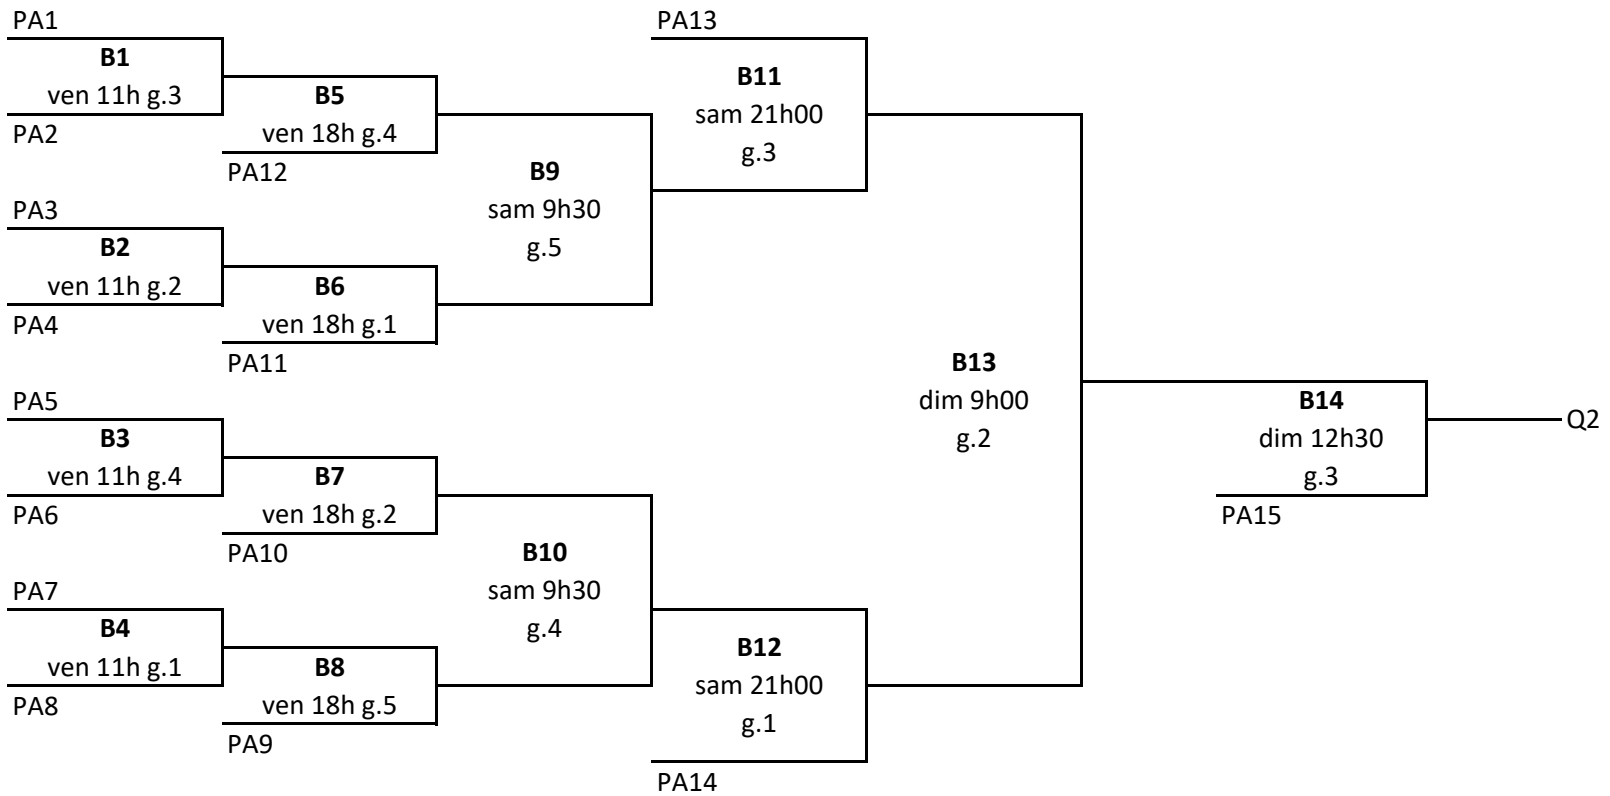 PA1
B1
ven 11h g.3
PA2
B5
ven 18h g.4
PA12
PA3
B2
ven 11h g.2
PA4
B6
ven 18h g.1
PA11
B9
sam 9h30
g.5
PA5
B3
ven 11h g.4
PA6
B7
ven 18h g.2
PA10
PA7
B4
ven 11h g.1
PA8
B8
ven 18h g.5
PA9
B10
sam 9h30
g.4
PA13
B11
sam 21h00
g.3
B12
sam 21h00
g.1
PA14
B13
dim 9h00
g.2
B14
dim 12h30
g.3
PA15
Q2